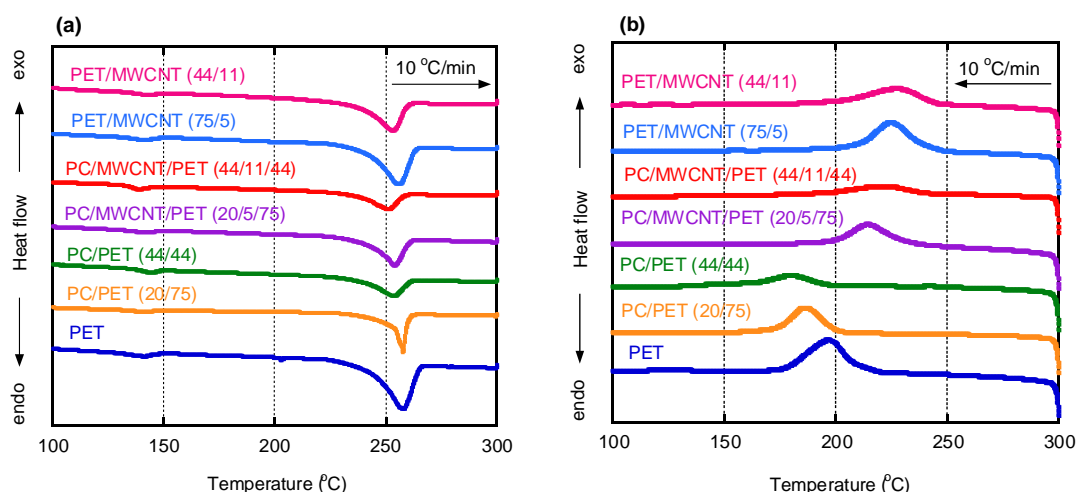 (a)
exo
Heat flow
endo
10 °C/min
PET/MWCNT (44/11)
PET/MWCNT (75/5)
PC/MWCNT/PET (44/11/44)
PC/MWCNT/PET (20/5/75)
PC/PET (44/44)
PC/PET (20/75)
PET
100 150 200 250 300
Temperature (°C)
(b)
exo
Heat flow
endo
10 °C/min
PET/MWCNT (44/11)
PET/MWCNT (75/5)
PC/MWCNT/PET (44/11/44)
PC/MWCNT/PET (20/5/75)
PC/PET (44/44)
PC/PET (20/75)
PET
100 150 200 250 300
Temperature (°C)